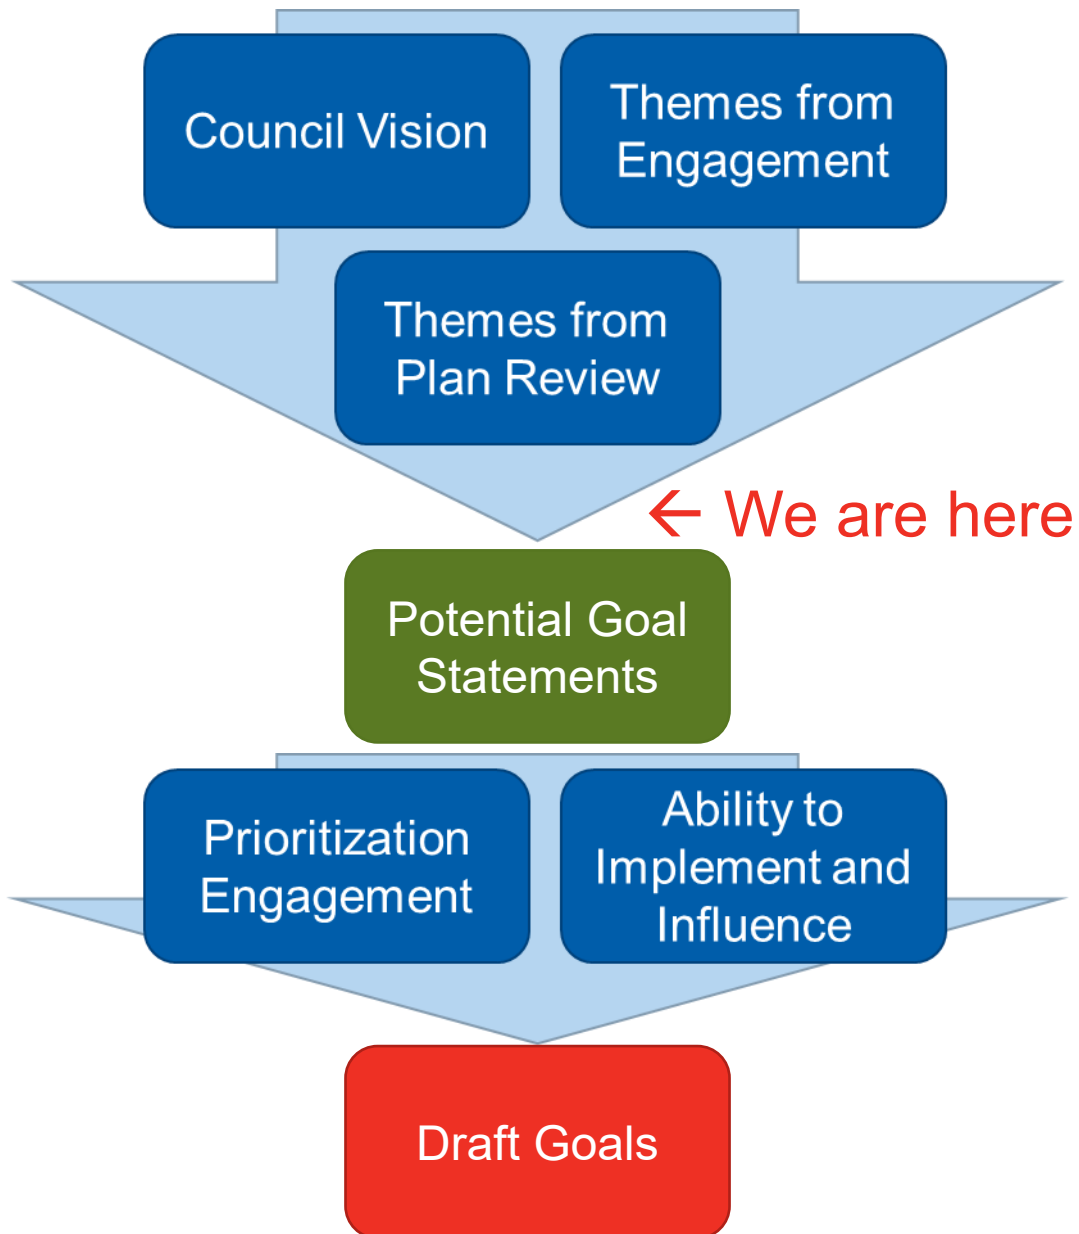 Council Vision
Themes from
Engagement
Themes from
Plan Review
← We are here
Potential Goal
Statements
Prioritization
Engagement
Ability to
Implement and
Influence
Draft Goals